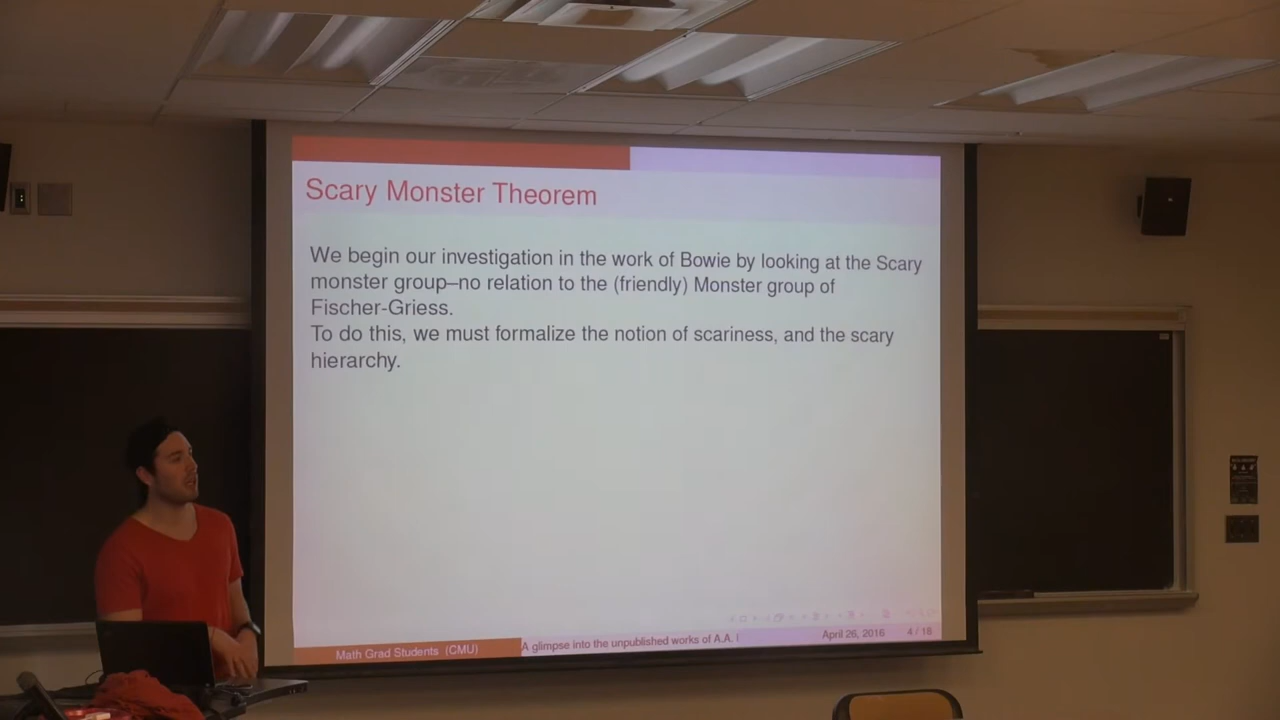 Scary Monster Theorem
We begin our investigation in the work of Bowie by looking at the Scary
monster group–no relation to the (friendly) Monster group of
Fischer-Griess.
To do this, we must formalize the notion of scariness, and the scary
hierarchy.
Math Grad Students (CMU)
A glimpse into the unpublished works of A.A.
April 26, 2016
4 / 18